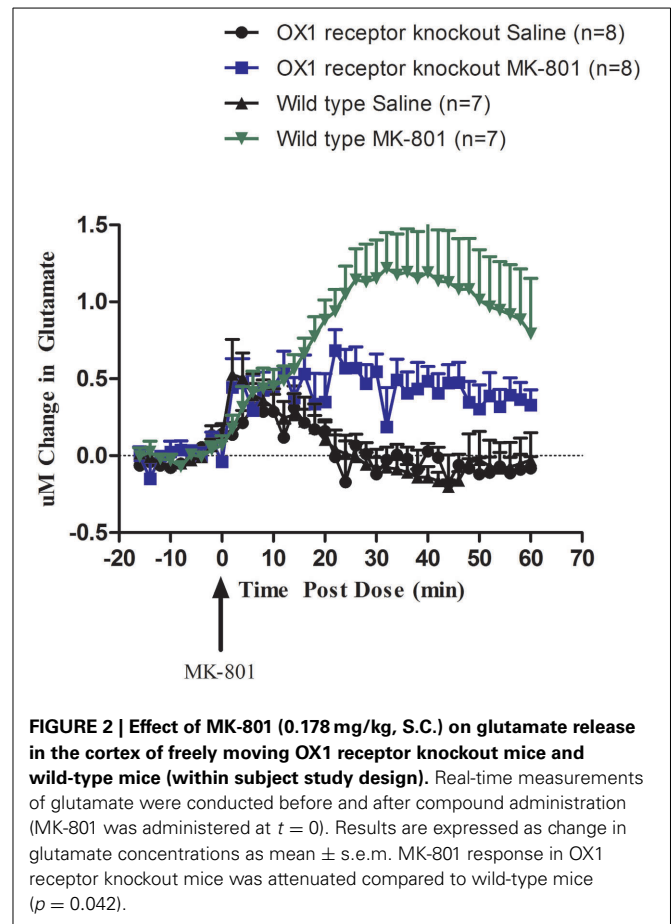 OX1 receptor knockout Saline (n=8)
OX1 receptor knockout MK-801 (n=8)
Wild type Saline (n=7)
Wild type MK-801 (n=7)
uM Change in Glutamate
1.5
1.0
0.5
0.0
-0.5
-20 -10 0 10 20 30 40 50 60 70
Time Post Dose (min)
MK-801
FIGURE 2 | Effect of MK-801 (0.178 mg/kg, S.C.) on glutamate release
in the cortex of freely moving OX1 receptor knockout mice and
wild-type mice (within subject study design). Real-time measurements
of glutamate were conducted before and after compound administration
(MK-801 was administered at t = 0). Results are expressed as change in
glutamate concentrations as mean ± s.e.m. MK-801 response in OX1
receptor knockout mice was attenuated compared to wild-type mice
(p = 0.042).